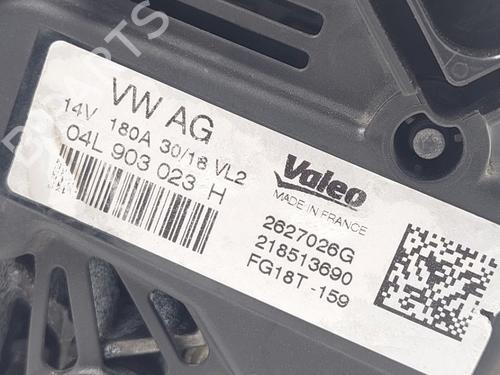 VW AG
14V 180A 30/18 VL2
04L 903 023 H
Valeo
MADE IN FRANCE
2627026G
218513690
FG18T-159